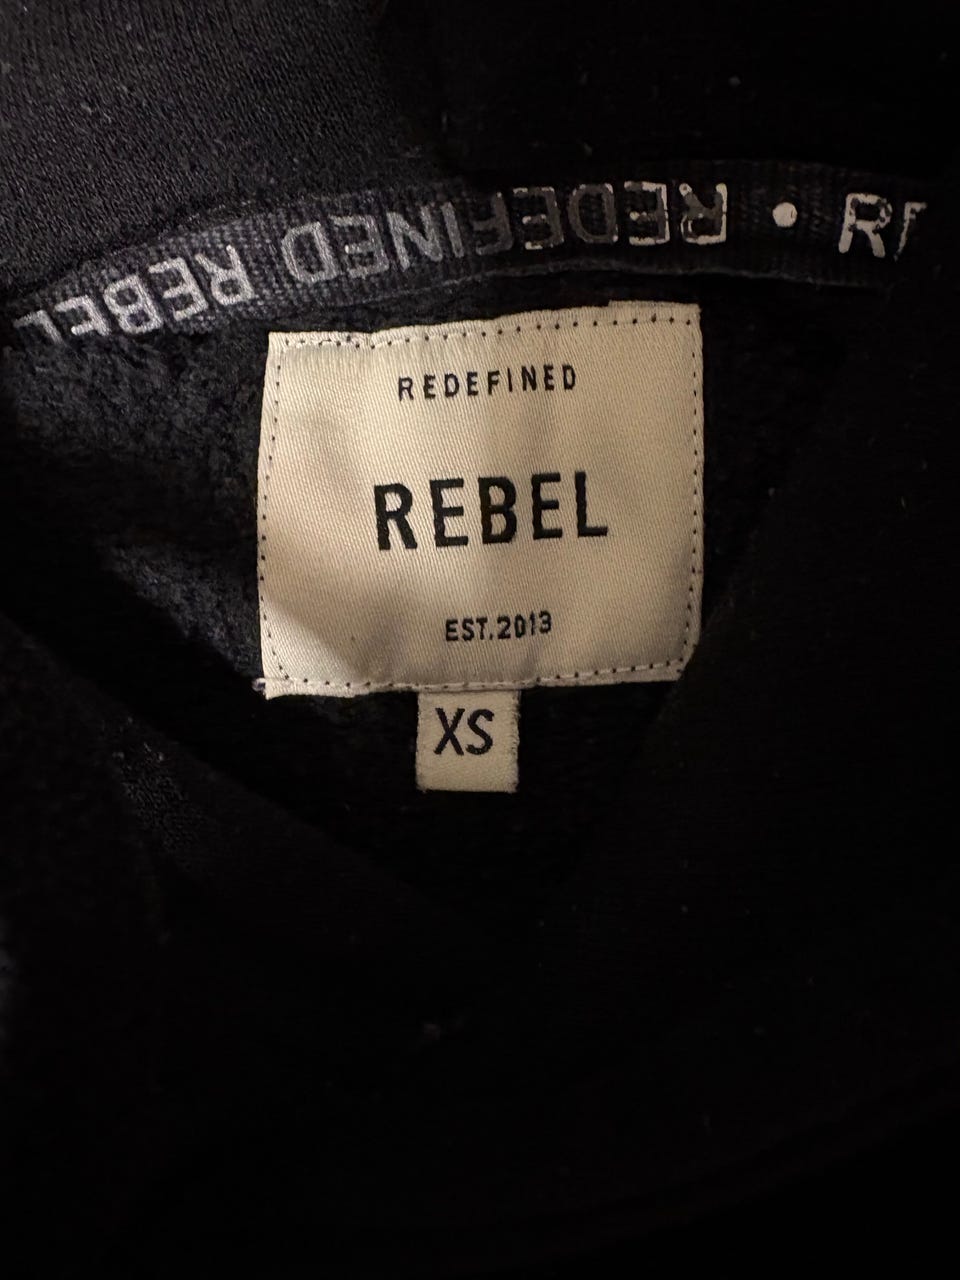 REDEFINED REBEL
• RE
REDEFINED
REBEL
EST.2013
XS